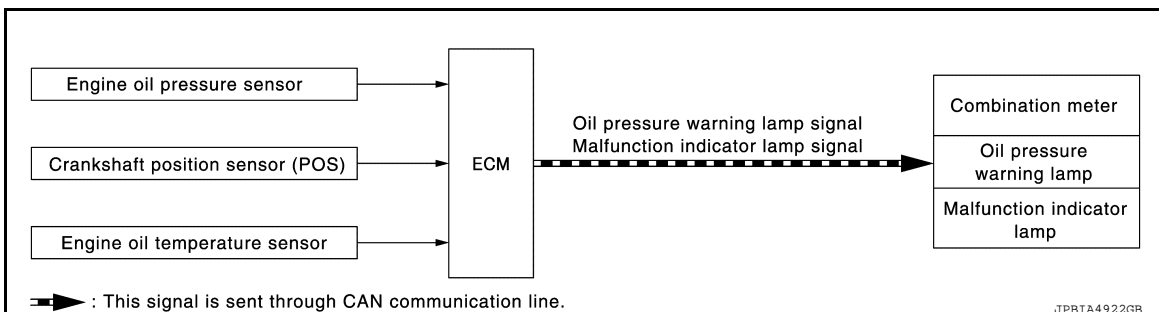 Engine oil pressure sensor
Crankshaft position sensor (POS)
Engine oil temperature sensor
ECM
Oil pressure warning lamp signal
Malfunction indicator lamp signal
Combination meter
Oil pressure
warning lamp
Malfunction indicator
lamp
: This signal is sent through CAN communication line.
JPBIA4922GB